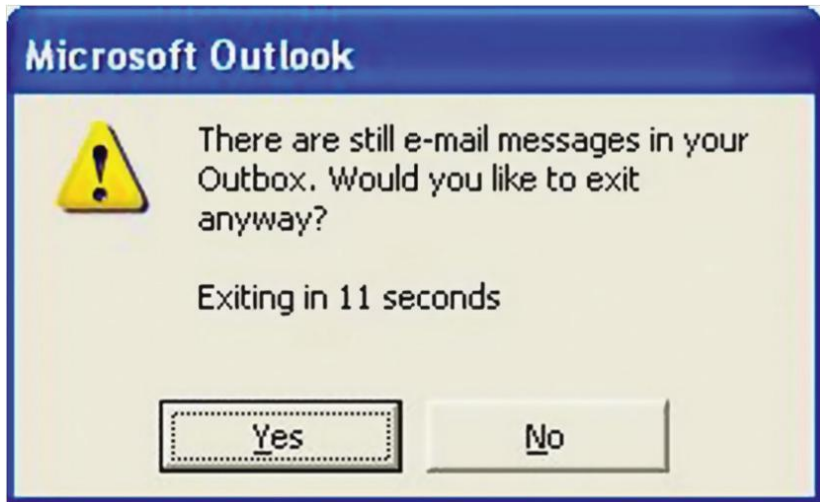 Microsoft Outlook
There are still e-mail messages in your
Outbox. Would you like to exit
anyway?
Exiting in 11 seconds
Yes
No